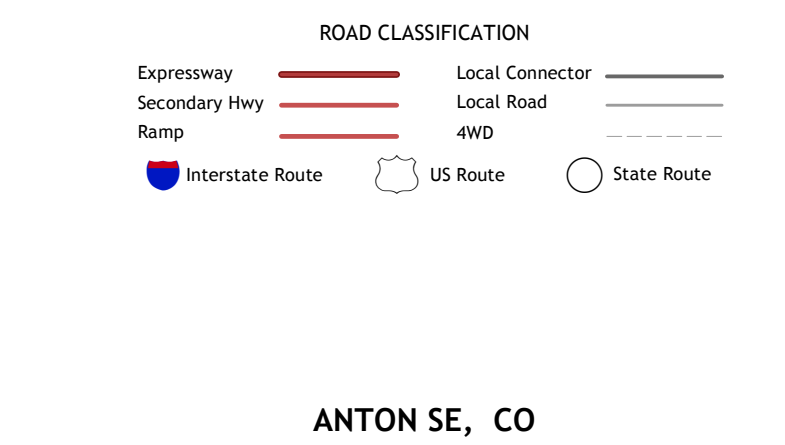 ROAD CLASSIFICATION
Expressway
Local Connector
Secondary Hwy
Local Road
Ramp
4WD
Interstate Route
US Route
State Route
ANTON SE, CO